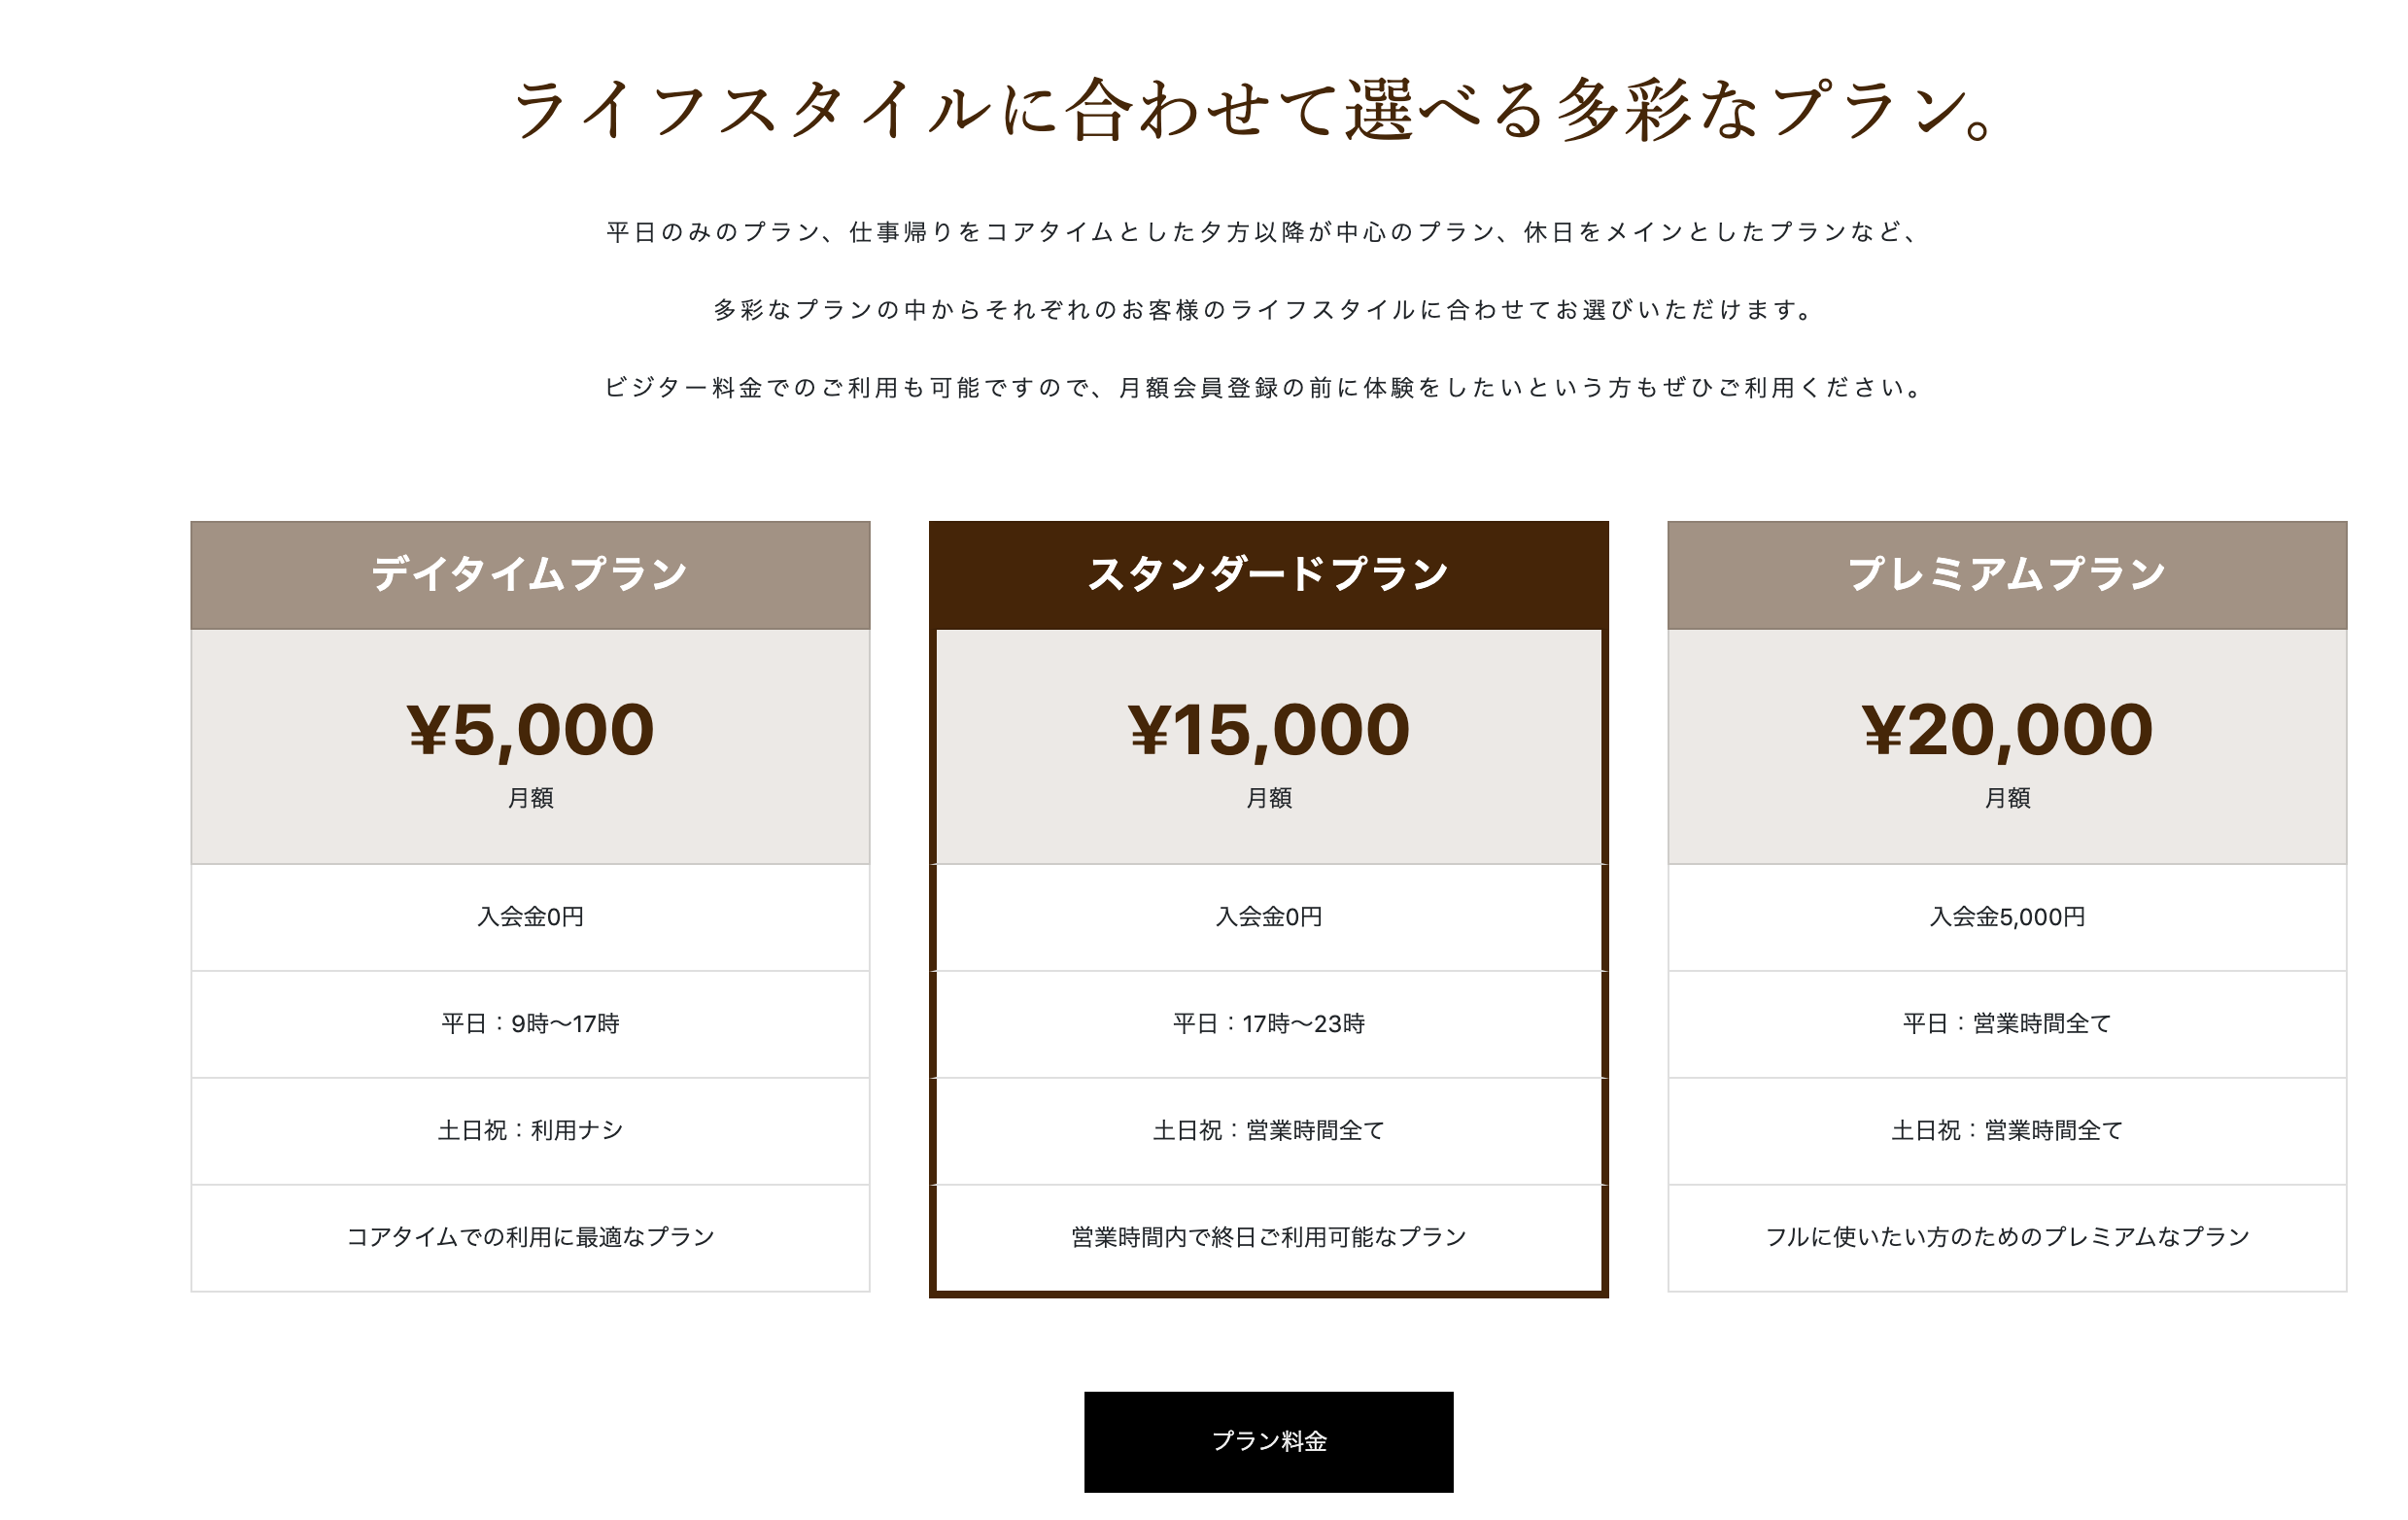 ライフスタイルに合わせて選べる多彩なプラン。
平日のみのプラン、仕事帰りをコアタイムとした夕方以降が中心のプラン、休日をメインとしたプランなど、
多彩なプランの中からそれぞれのお客様のライフスタイルに合わせてお選びいただけます。
ビジター料金でのご利用も可能ですので、月額会員登録の前に体験をしたいという方もぜひご利用ください。
デイタイムプラン
¥5,000
月額
入会金0円
平日：9時〜17時
土日祝：利用ナシ
コアタイムでの利用に最適なプラン
スタンダードプラン
¥15,000
月額
入会金0円
平日：17時〜23時
土日祝：営業時間全て
営業時間内で終日ご利用可能なプラン
プレミアムプラン
¥20,000
月額
入会金5,000円
平日：営業時間全て
土日祝：営業時間全て
フルに使いたい方のためのプレミアムなプラン
プラン料金